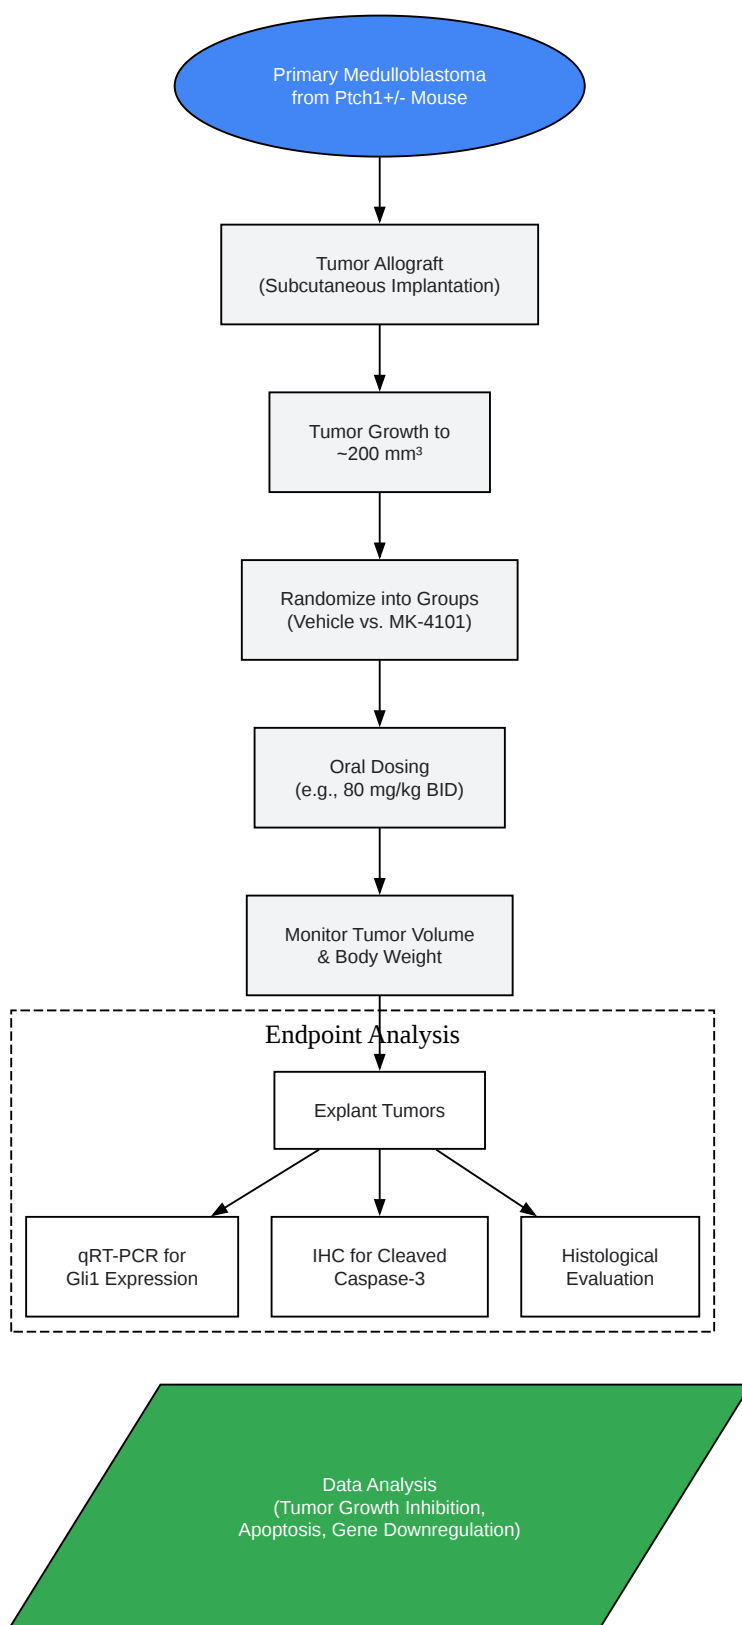 Primary Medulloblastoma
from Ptch1+/- Mouse
Tumor Allograft
(Subcutaneous Implantation)
Tumor Growth to
~200 mm³
Randomize into Groups
(Vehicle vs. MK-4101)
Oral Dosing
(e.g., 80 mg/kg BID)
Monitor Tumor Volume
& Body Weight
Endpoint Analysis
Explant Tumors
qRT-PCR for
Gli1 Expression
IHC for Cleaved
Caspase-3
Histological
Evaluation
Data Analysis
(Tumor Growth Inhibition,
Apoptosis, Gene Downregulation)